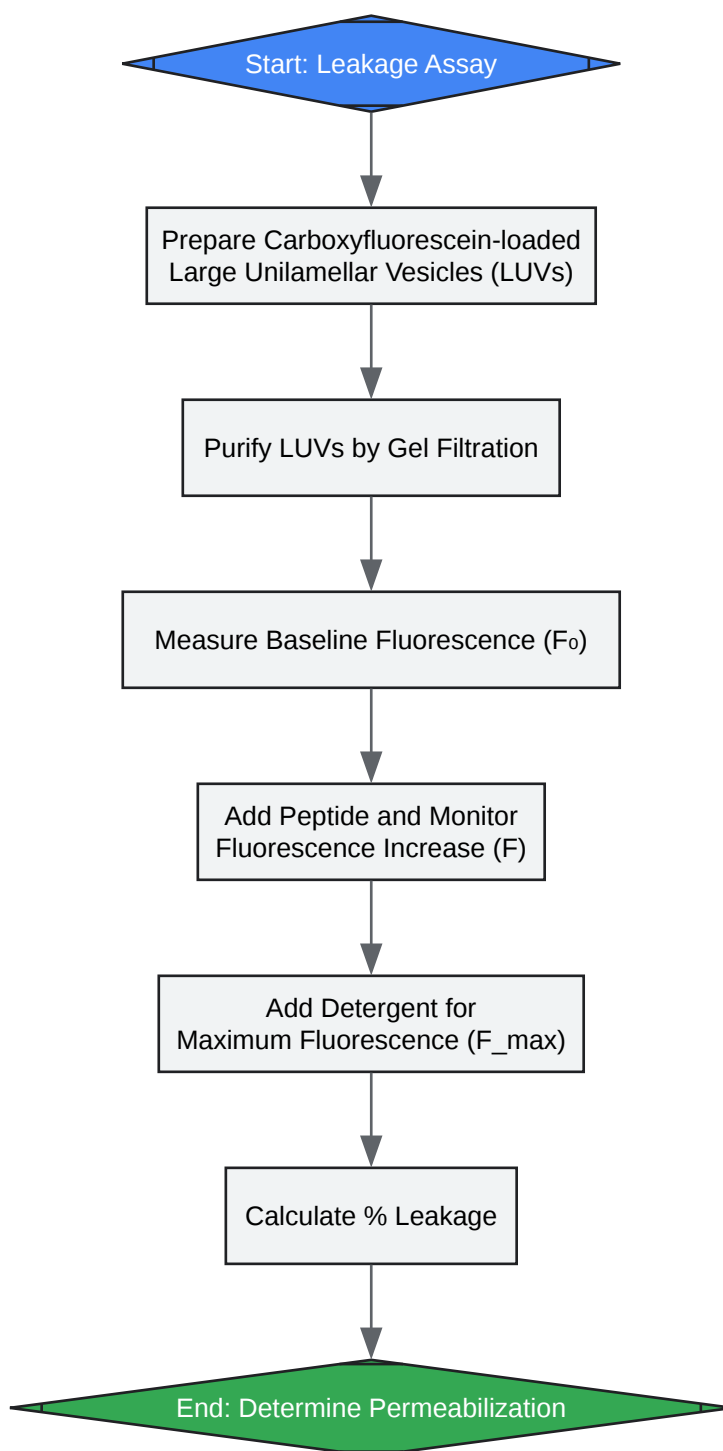 Start: Leakage Assay
Prepare Carboxyfluorescein-loaded
Large Unilamellar Vesicles (LUVs)
Purify LUVs by Gel Filtration
Measure Baseline Fluorescence (F₀)
Add Peptide and Monitor
Fluorescence Increase (F)
Add Detergent for
Maximum Fluorescence (F_max)
Calculate % Leakage
End: Determine Permeabilization